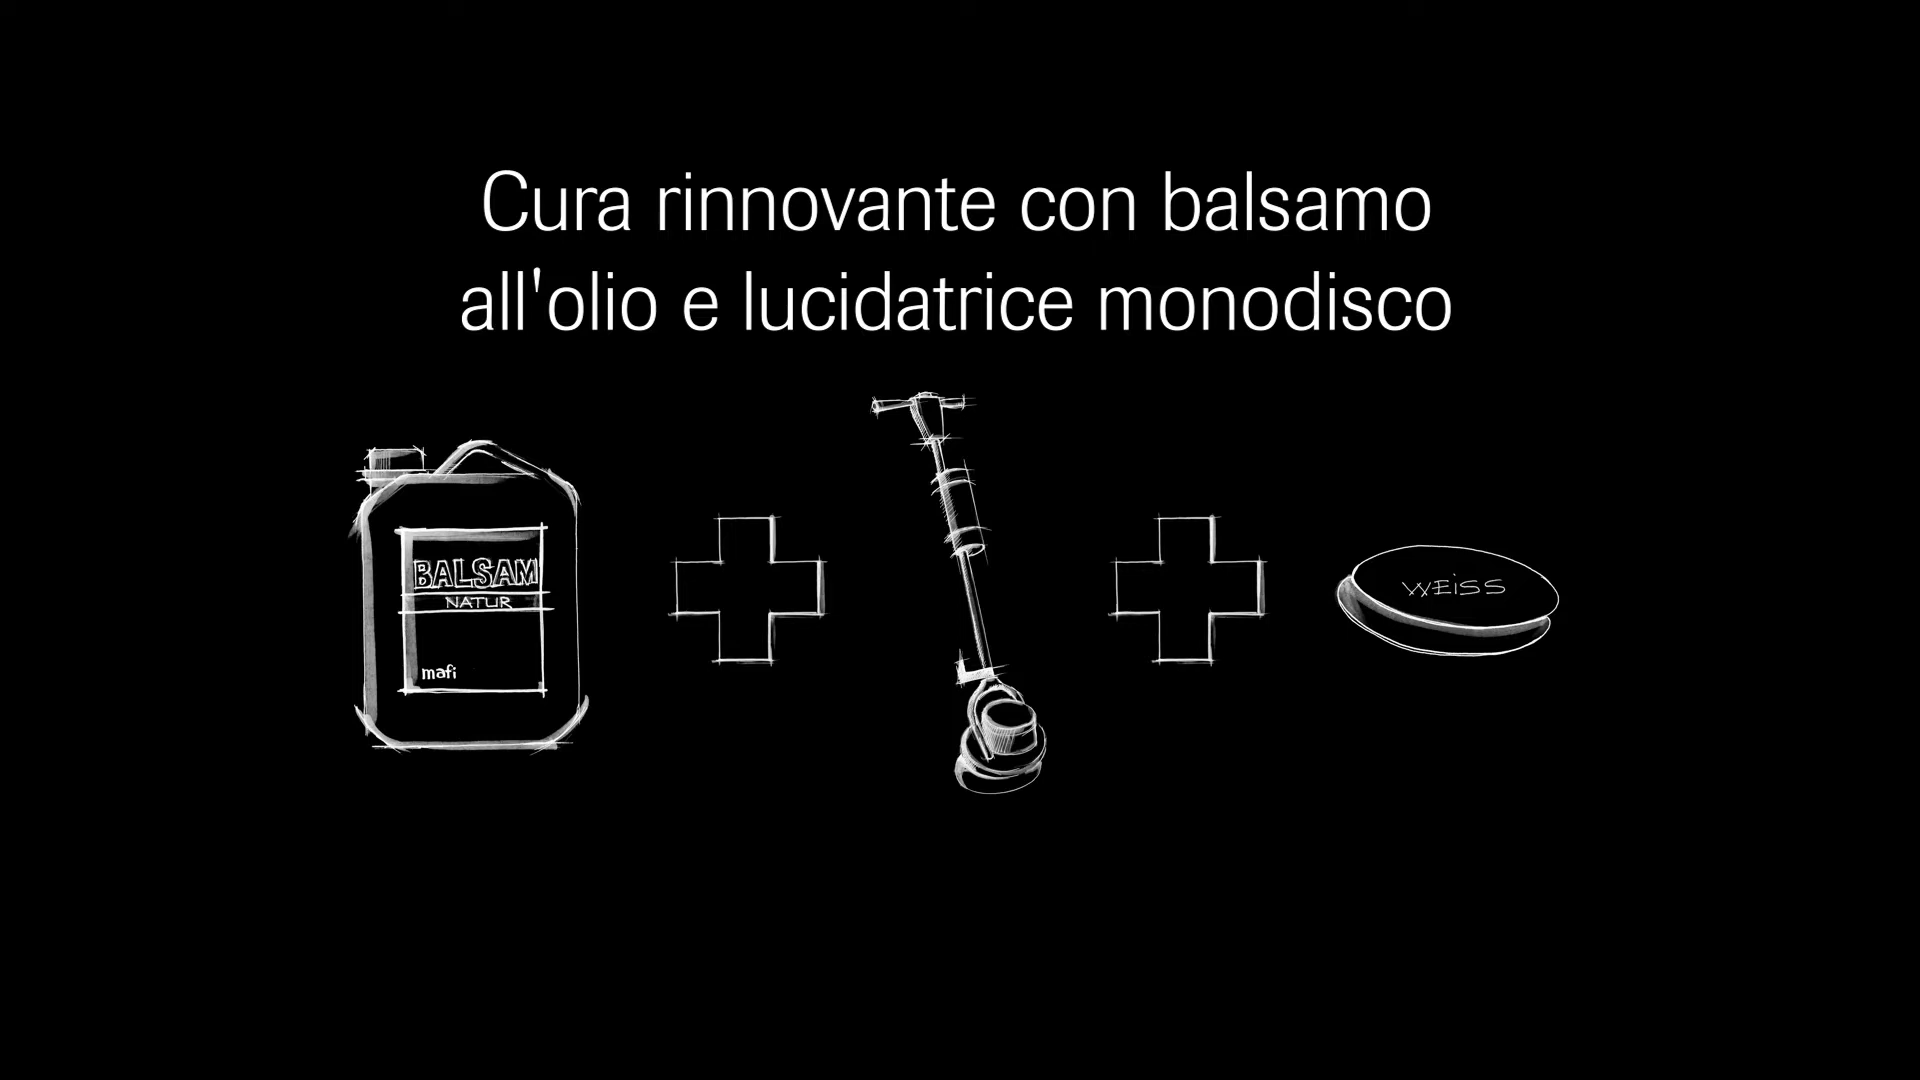 Cura rinnovante con balsamo
all'olio e lucidatrice monodisco
BALSAM
NATUR
mafi
WEiSS